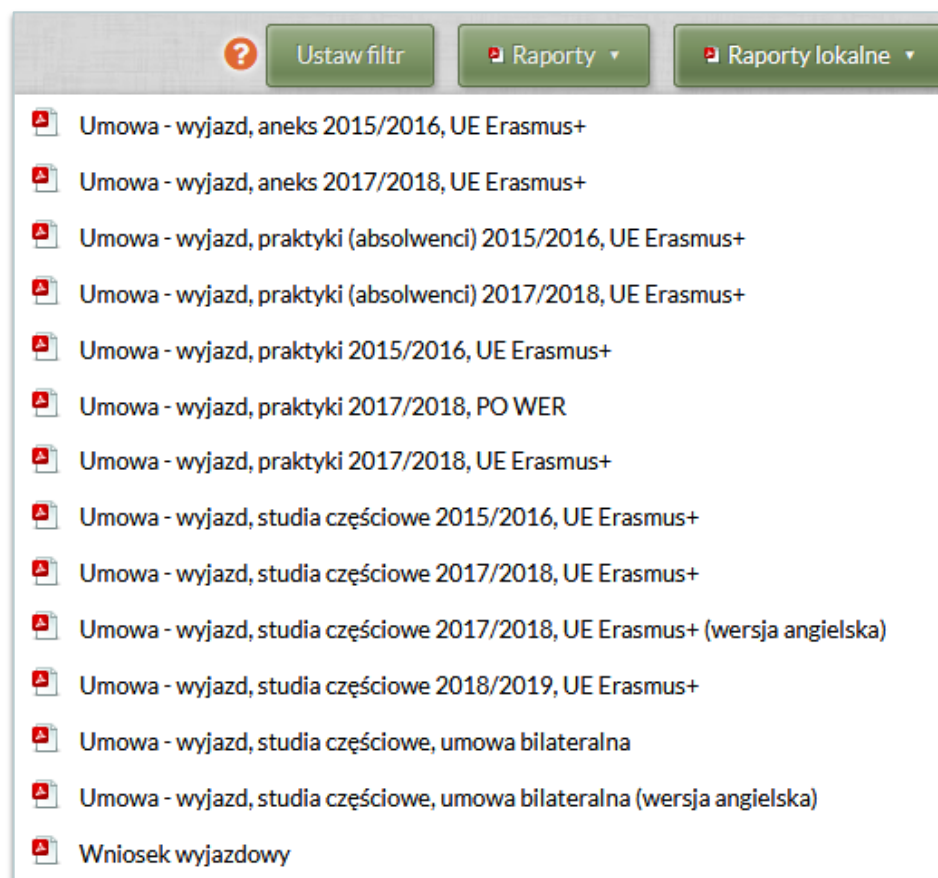 ? Ustaw filtr Raporty Raporty lokalne
Umowa - wyjazd, aneks 2015/2016, UE Erasmus+
Umowa - wyjazd, aneks 2017/2018, UE Erasmus+
Umowa - wyjazd, praktyki (absolwenci) 2015/2016, UE Erasmus+
Umowa - wyjazd, praktyki (absolwenci) 2017/2018, UE Erasmus+
Umowa - wyjazd, praktyki 2015/2016, UE Erasmus+
Umowa - wyjazd, praktyki 2017/2018, PO WER
Umowa - wyjazd, praktyki 2017/2018, UE Erasmus+
Umowa - wyjazd, studia częściowe 2015/2016, UE Erasmus+
Umowa - wyjazd, studia częściowe 2017/2018, UE Erasmus+
Umowa - wyjazd, studia częściowe 2017/2018, UE Erasmus+ (wersja angielska)
Umowa - wyjazd, studia częściowe 2018/2019, UE Erasmus+
Umowa - wyjazd, studia częściowe, umowa bilateralna
Umowa - wyjazd, studia częściowe, umowa bilateralna (wersja angielska)
Wniosek wyjazdowy